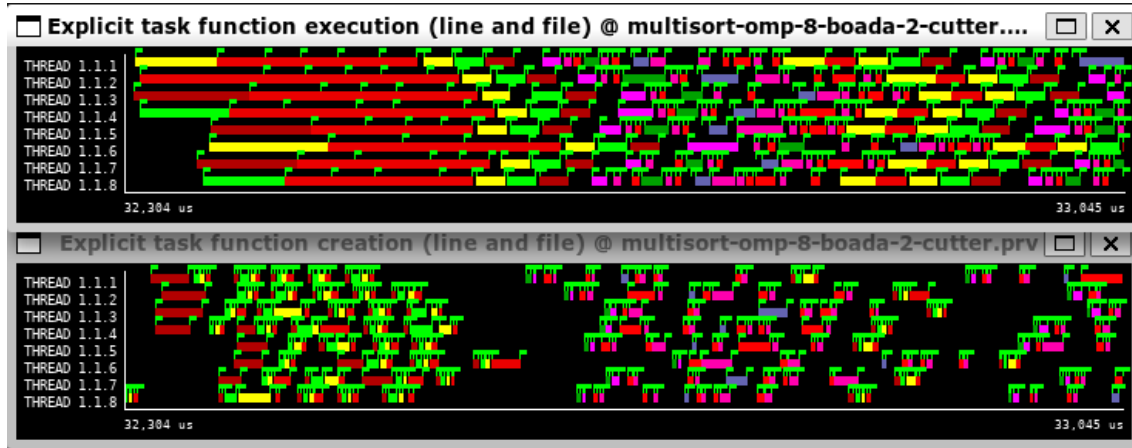 Explicit task function execution (line and file) @ multisort-omp-8-boada-2-cutter....
THREAD 1.1.1
THREAD 1.1.2
THREAD 1.1.3
THREAD 1.1.4
THREAD 1.1.5
THREAD 1.1.6
THREAD 1.1.7
THREAD 1.1.8
32,304 us 33,045 us
Explicit task function creation (line and file) @ multisort-omp-8-boada-2-cutter.prv
THREAD 1.1.1
THREAD 1.1.2
THREAD 1.1.3
THREAD 1.1.4
THREAD 1.1.5
THREAD 1.1.6
THREAD 1.1.7
THREAD 1.1.8
32,304 us 33,045 us